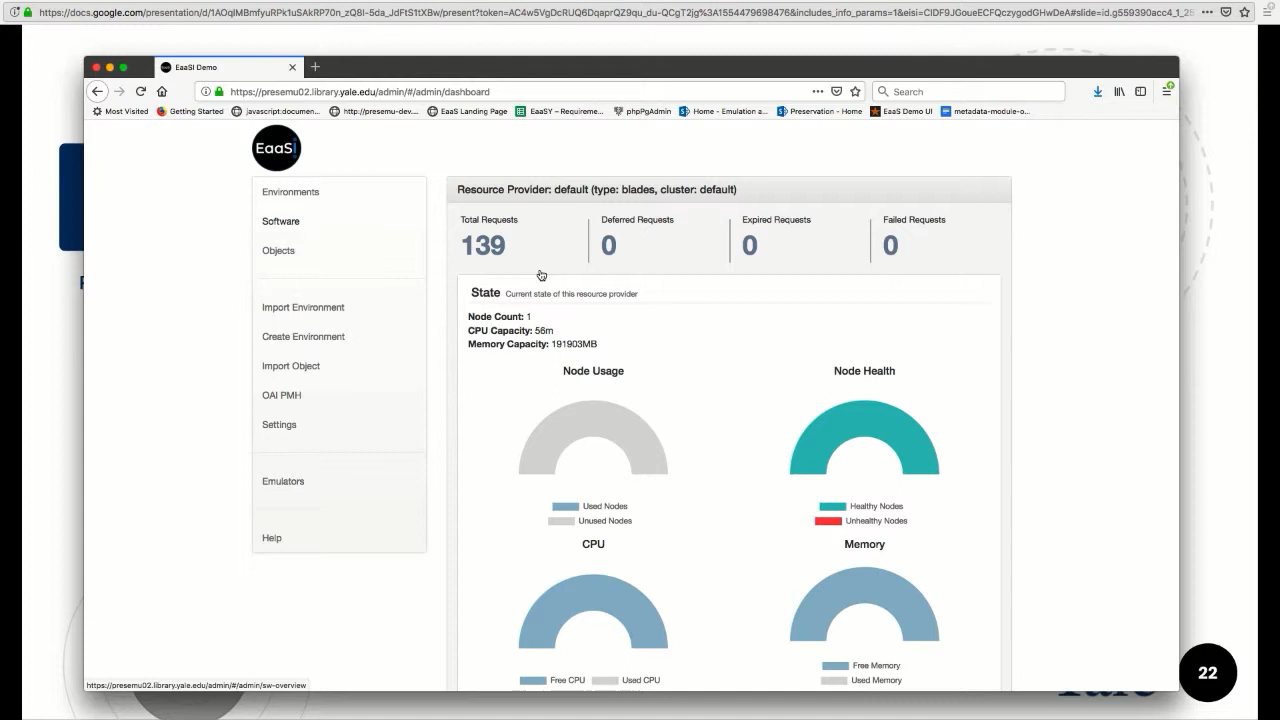 https://docs.google.com/presentation/d/1AOqlMBmfyuRPk1uSAkRP70n_zQ8I-5da_JdFtS1tXBw/present?token=AC4w5VgDcRUQ6DqaprQZ9qu_du-QCgT2jg%3A1554479698476&includes_info_params=1&eisi=CIDF9JGoueECFQczygodGHwDeA#slide=id.g559390acc4_1_25
EaaSI Demo
https://presemu02.library.yale.edu/admin/#/admin/dashboard
Search
Most Visited
Getting Started
javascript:documen...
http://presemu-dev....
EaaS Landing Page
EaaSY – Requireme...
phpPgAdmin
Home - Emulation a...
Preservation - Home
EaaS Demo UI
metadata-module-o...
EaaSi
Environments
Software
Objects
Import Environment
Create Environment
Import Object
OAI PMH
Settings
Emulators
Help
Resource Provider: default (type: blades, cluster: default)
Total Requests
139
Deferred Requests
0
Expired Requests
0
Failed Requests
0
State Current state of this resource provider
Node Count: 1
CPU Capacity: 56m
Memory Capacity: 191903MB
Node Usage
Used Nodes
Unused Nodes
Node Health
Healthy Nodes
Unhealthy Nodes
CPU
Free CPU
Used CPU
Memory
Free Memory
Used Memory
https://presemu02.library.yale.edu/admin/#/admin/sw-overview
22